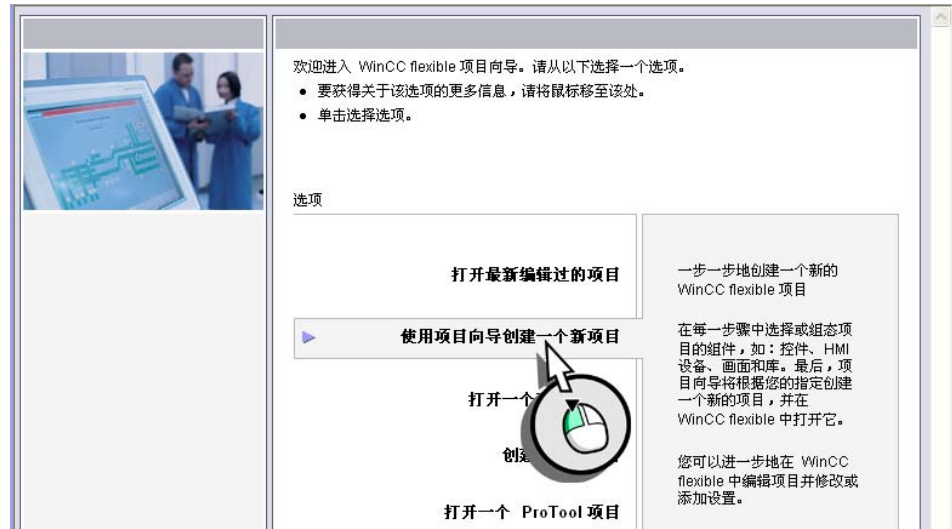 欢迎进入 WinCC flexible 项目向导。请从以下选择一个选项。
• 要获得关于该选项的更多信息，请将鼠标移至该处。
• 单击选择选项。
选项
打开最新编辑过的项目
使用项目向导创建一个新项目
打开一个
创建
打开一个 ProTool 项目
一步一步地创建一个新的
WinCC flexible 项目
在每一步骤中选择或组态项
目的组件，如：控件、HMI
设备、画面和库。最后，项
目向导将根据您的指定创建
一个新的项目，并在
WinCC flexible 中打开它。
您可以进一步地在 WinCC
flexible 中编辑项目并修改或
添加设置。